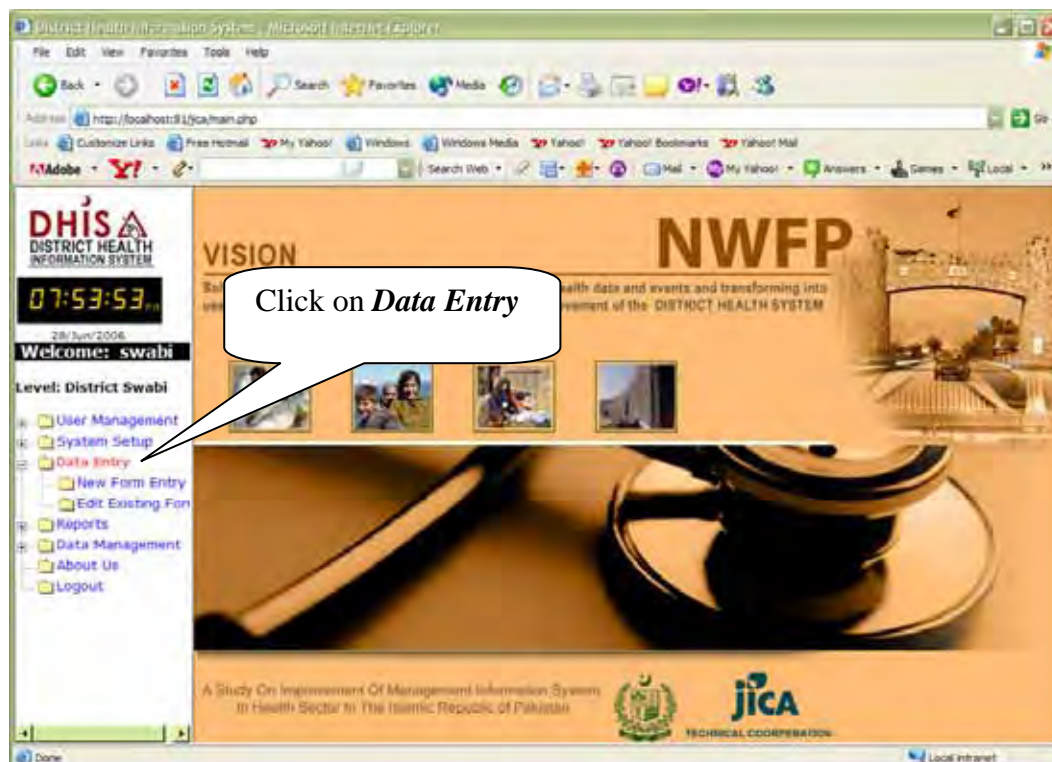 District Health Information System - Microsoft Internet Explorer
File Edit View Favorites Tools Help
Back Search Favorites Media
Address http://localhost:81/jica/main.php Go
Links Customize Links Free Hotmail My Yahoo! Windows Windows Media Yahoo! Yahoo! Bookmarks Yahoo! Mail
Adobe Y! Search Web Mail My Yahoo! Answers Games Local
DHIS
DISTRICT HEALTH
INFORMATION SYSTEM
07:53:53
28/Jun/2006
Welcome: swabi
Level: District Swabi
User Management
System Setup
Data Entry
New Form Entry
Edit Existing For
Reports
Data Management
About Us
Logout
NWFP
VISION
ealth data and events and transforming into
vement of the DISTRICT HEALTH SYSTEM
Click on Data Entry
A Study On Improvement Of Management Information System
In Health Sector In The Islamic Republic of Pakistan
jica
TECHNICAL COORPERATION
Done Local intranet